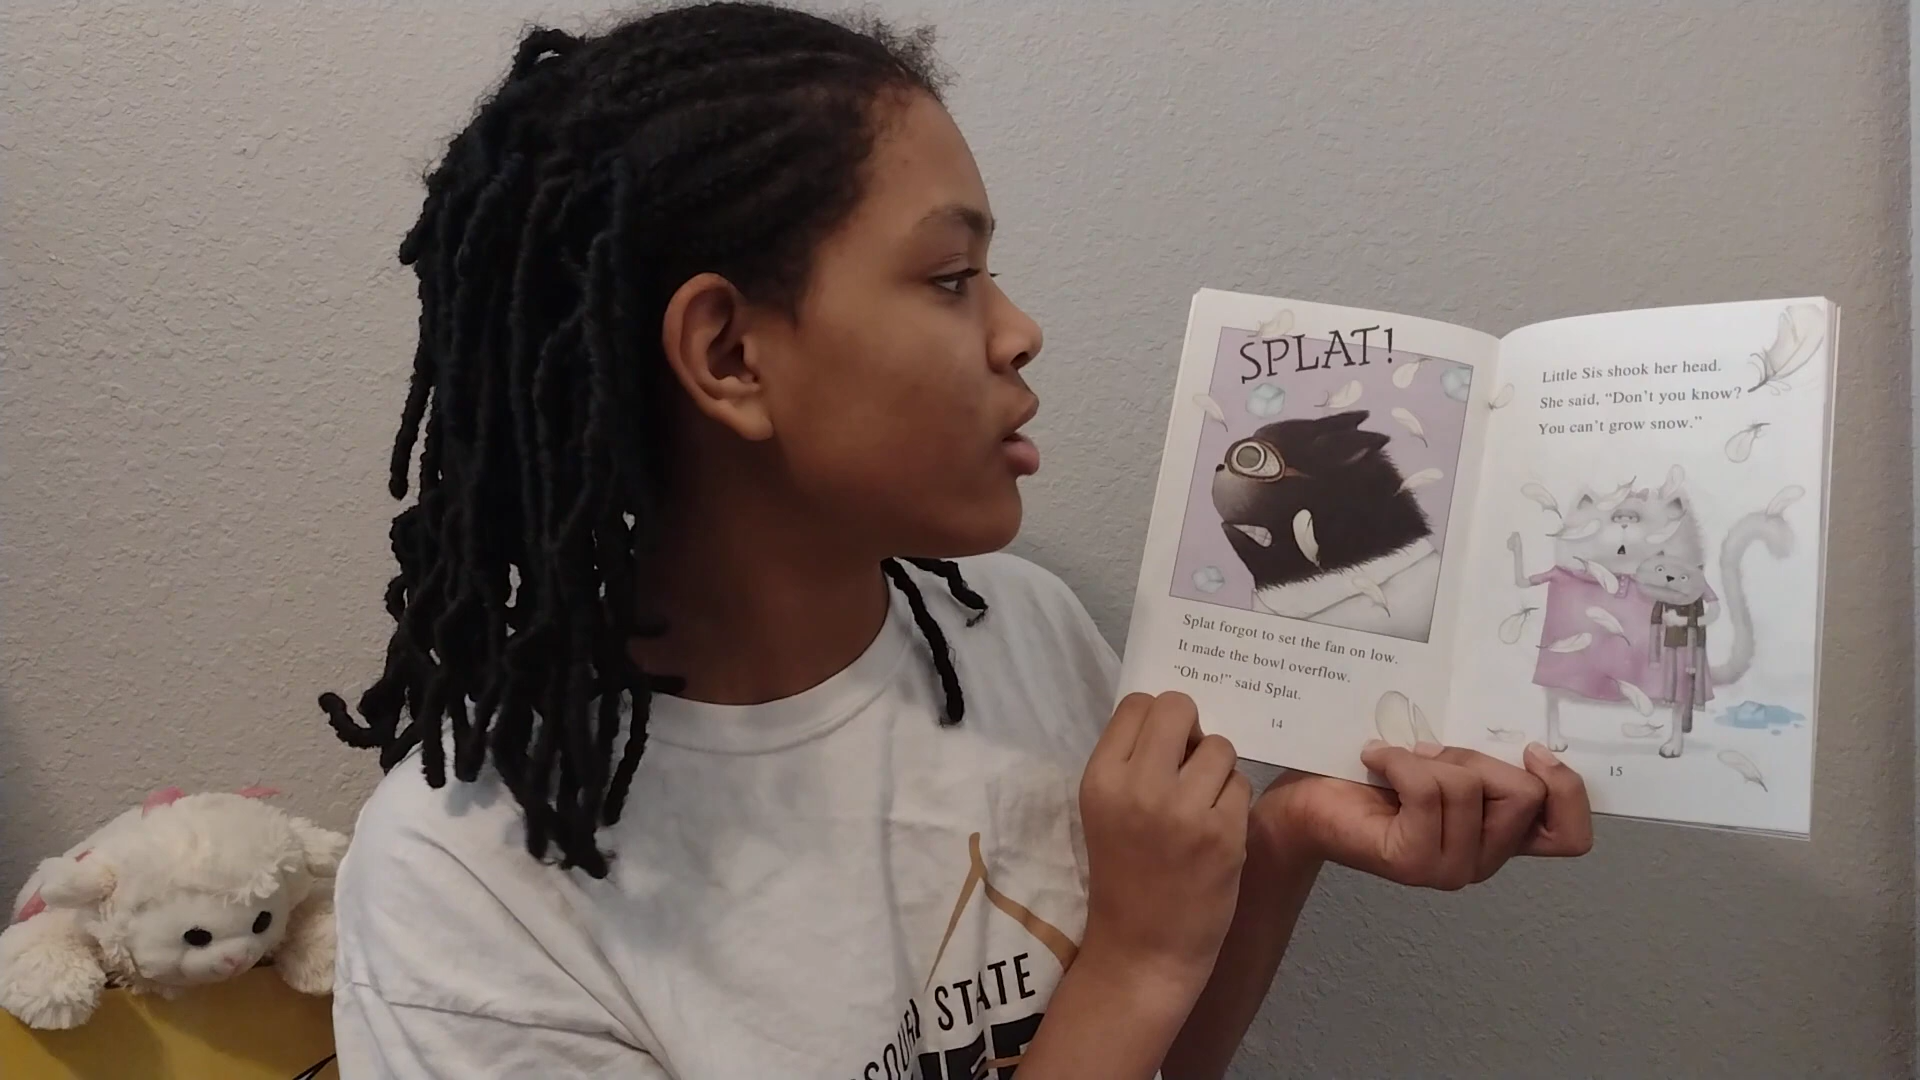 SPLAT!
Splat forgot to set the fan on low.
It made the bowl overflow.
“Oh no!” said Splat.
14
Little Sis shook her head.
She said, “Don’t you know?
You can’t grow snow.”
15
STATE